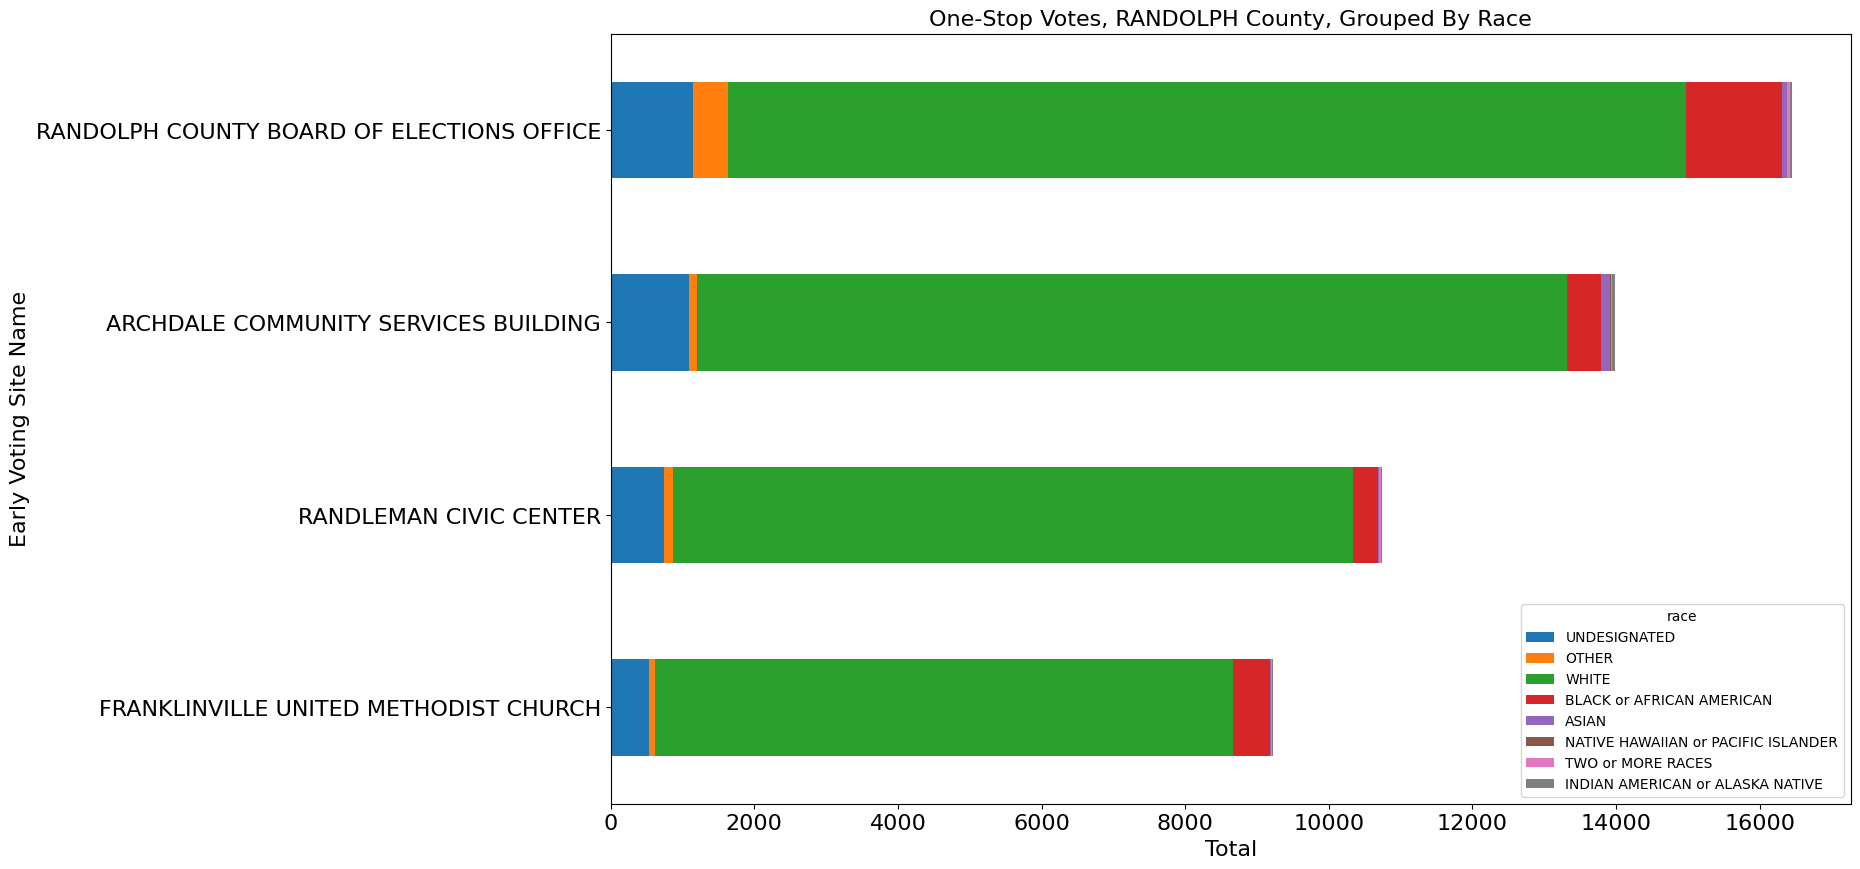 One-Stop Votes, RANDOLPH County, Grouped By Race
Early Voting Site Name
RANDOLPH COUNTY BOARD OF ELECTIONS OFFICE
ARCHDALE COMMUNITY SERVICES BUILDING
RANDLEMAN CIVIC CENTER
FRANKLINVILLE UNITED METHODIST CHURCH
race
UNDESIGNATED
OTHER
WHITE
BLACK or AFRICAN AMERICAN
ASIAN
NATIVE HAWAIIAN or PACIFIC ISLANDER
TWO or MORE RACES
INDIAN AMERICAN or ALASKA NATIVE
0 2000 4000 6000 8000 10000 12000 14000 16000
Total